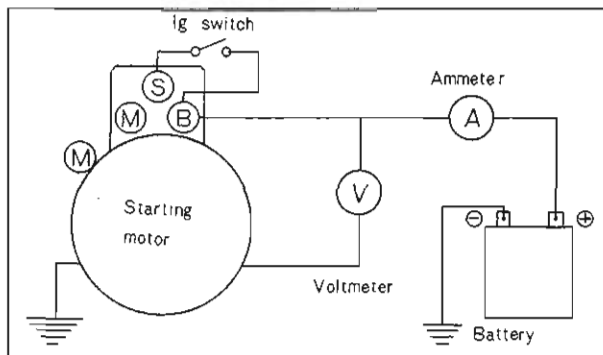 Ig switch
Ammeter
S
M
B
A
M
V
Starting
motor
⊖
⊕
Voltmeter
Battery